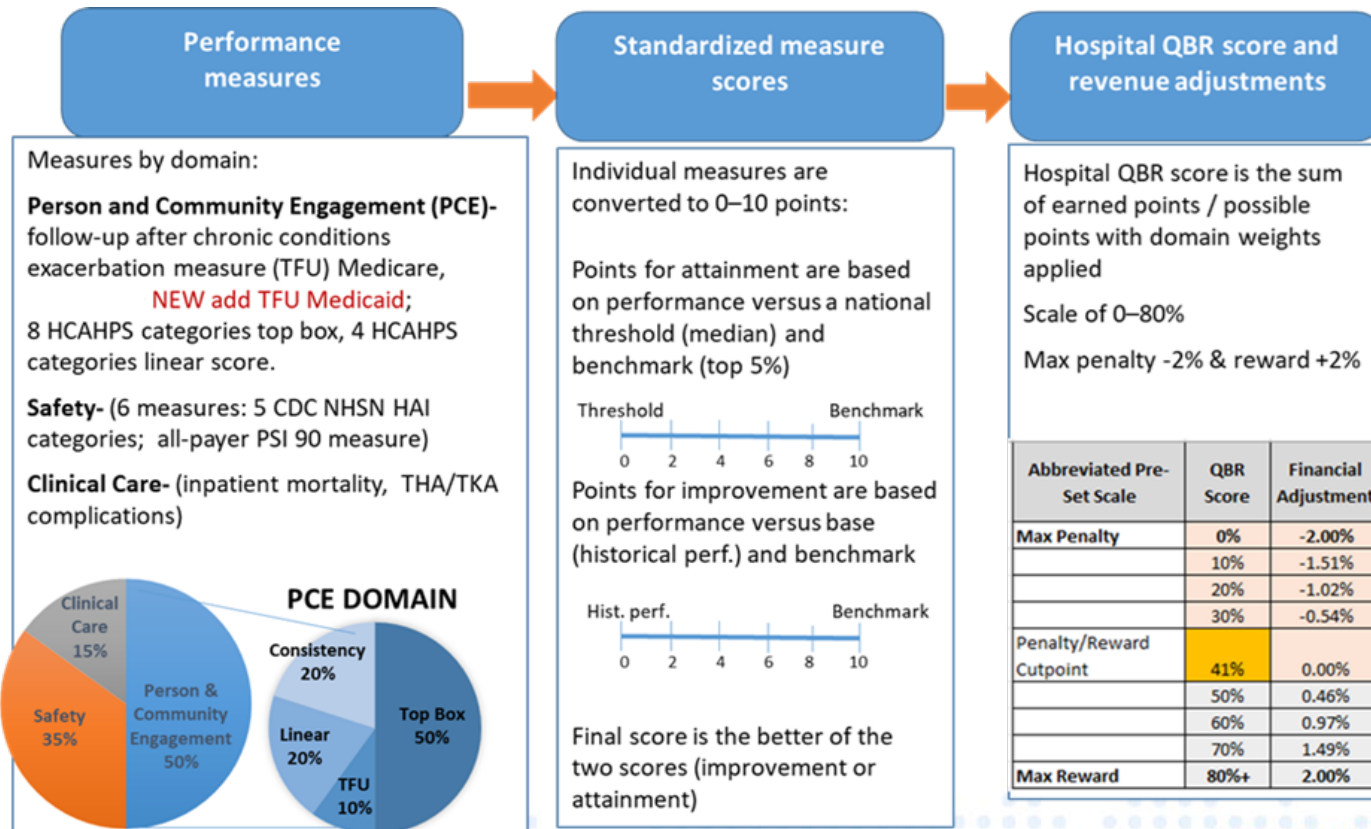 Performance
measures
Standardized measure
scores
Hospital QBR score and
revenue adjustments
Measures by domain:
Person and Community Engagement (PCE)-
follow-up after chronic conditions
exacerbation measure (TFU) Medicare,
NEW add TFU Medicaid;
8 HCAHPS categories top box, 4 HCAHPS
categories linear score.
Safety- (6 measures: 5 CDC NHSN HAI
categories; all-payer PSI 90 measure)
Clinical Care- (inpatient mortality, THA/TKA
complications)
Clinical
Care
15%
Safety
35%
Person &
Community
Engagement
50%
PCE DOMAIN
Consistency
20%
Linear
20%
TFU
10%
Top Box
50%
Individual measures are
converted to 0–10 points:
Points for attainment are based
on performance versus a national
threshold (median) and
benchmark (top 5%)
Threshold Benchmark
0 2 4 6 8 10
Points for improvement are based
on performance versus base
(historical perf.) and benchmark
Hist. perf. Benchmark
0 2 4 6 8 10
Final score is the better of the
two scores (improvement or
attainment)
Hospital QBR score is the sum
of earned points / possible
points with domain weights
applied
Scale of 0–80%
Max penalty -2% & reward +2%
Abbreviated Pre-
Set Scale
QBR
Score
Financial
Adjustment
Max Penalty 0% -2.00%
10% -1.51%
20% -1.02%
30% -0.54%
Penalty/Reward
Cutpoint 41% 0.00%
50% 0.46%
60% 0.97%
70% 1.49%
Max Reward 80%+ 2.00%